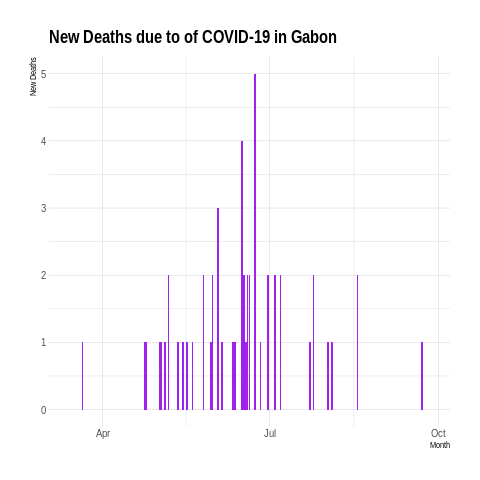 New Deaths due to of COVID-19 in Gabon
New Deaths
5
4
3
2
1
0
Apr
Jul
Oct
Month